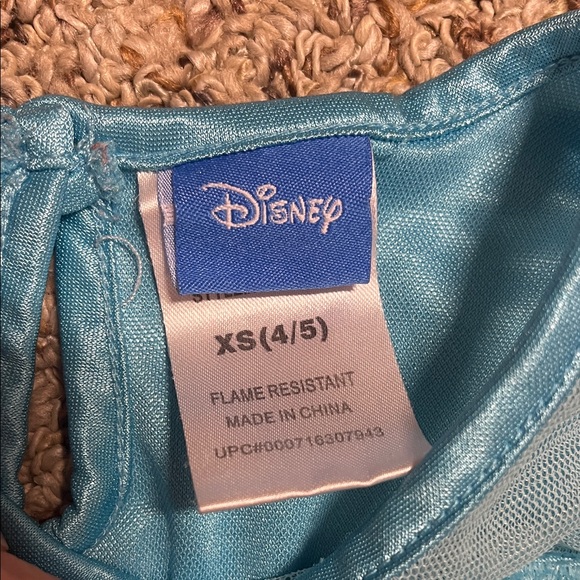 Disney
XS(4/5)
FLAME RESISTANT
MADE IN CHINA
UPC#000716307943